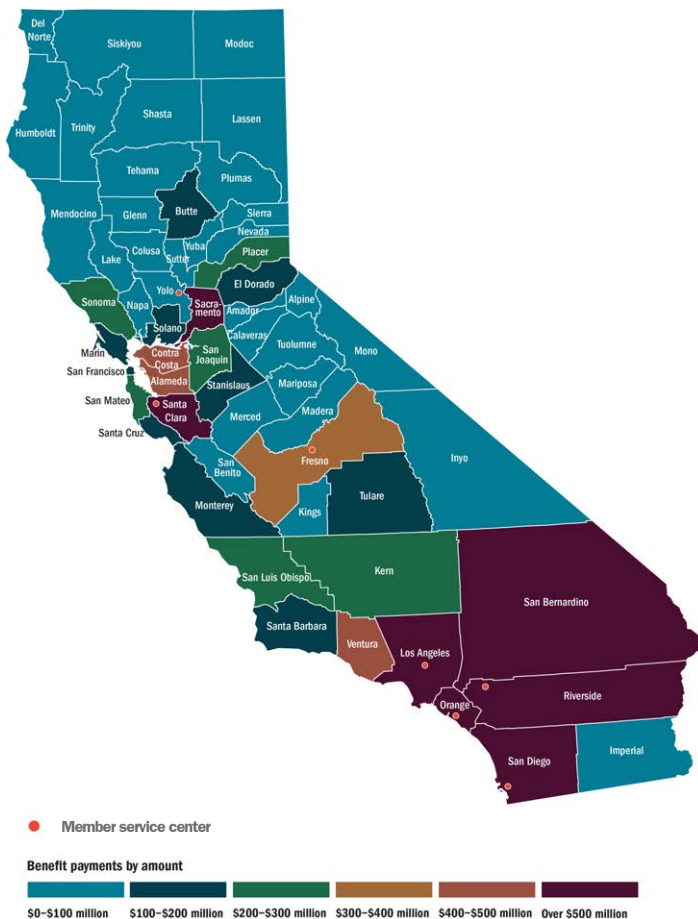 Del
Norte
Siskiyou
Modoc
Humboldt
Trinity
Shasta
Lassen
Tehama
Plumas
Mendocino
Glenn
Butte
Sierra
Nevada
Colusa
Yuba
Lake
Sutter
Placer
El Dorado
Yolo
Sonoma
Napa
Sacra-
mento
Alpine
Amador
Solano
Calaveras
Marin
Contra
Costa
San
Joaquin
Tuolumne
Mono
San Francisco
Alameda
Stanislaus
Mariposa
San Mateo
Santa
Clara
Merced
Madera
Santa Cruz
Fresno
Inyo
San
Benito
Monterey
Kings
Tulare
San Luis Obispo
Kern
San Bernardino
Santa Barbara
Ventura
Los Angeles
Orange
Riverside
San Diego
Imperial
Member service center
Benefit payments by amount
$0–$100 million
$100–$200 million
$200–$300 million
$300–$400 million
$400–$500 million
Over $500 million